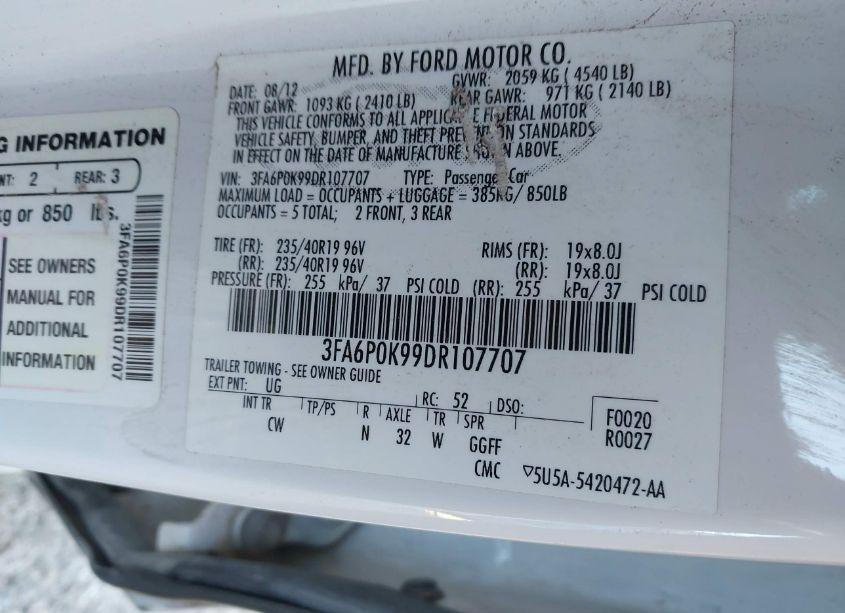 MFD. BY FORD MOTOR CO.
DATE: 08/12 GVWR: 2059 KG ( 4540 LB)
FRONT GAWR: 1093 KG ( 2410 LB) REAR GAWR: 971 KG ( 2140 LB)
THIS VEHICLE CONFORMS TO ALL APPLICABLE FEDERAL MOTOR
VEHICLE SAFETY, BUMPER, AND THEFT PREVENTION STANDARDS
IN EFFECT ON THE DATE OF MANUFACTURE SHOWN ABOVE.
VIN: 3FA6P0K99DR107707 TYPE: Passenger Car
MAXIMUM LOAD = OCCUPANTS + LUGGAGE = 385KG/ 850LB
OCCUPANTS = 5 TOTAL; 2 FRONT, 3 REAR
TIRE (FR): 235/40R19 96V RIMS (FR): 19x8.0J
(RR): 235/40R19 96V (RR): 19x8.0J
PRESSURE (FR): 255 kPa/ 37 PSI COLD (RR): 255 kPa/ 37 PSI COLD
3FA6P0K99DR107707
TRAILER TOWING - SEE OWNER GUIDE
EXT PNT: UG RC: 52 DSO:
INT TR TP/PS R AXLE TR SPR
CW N 32 W GGFF
CMC
F0020
R0027
▽5U5A-5420472-AA
G INFORMATION
NT: 2 REAR: 3
kg or 850 lbs.
SEE OWNERS
MANUAL FOR
ADDITIONAL
INFORMATION
3FA6P0K99DR107707